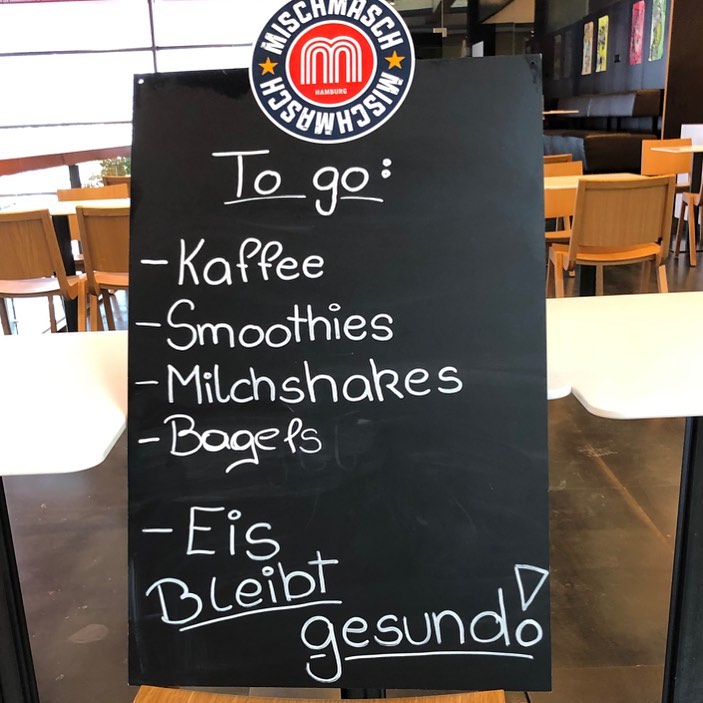 MISCHMASCH
HAMBURG
MISCHMASCH
To go:
- Kaffee
- Smoothies
- Milchshakes
- Bagels
- Eis
Bleibt
gesund!